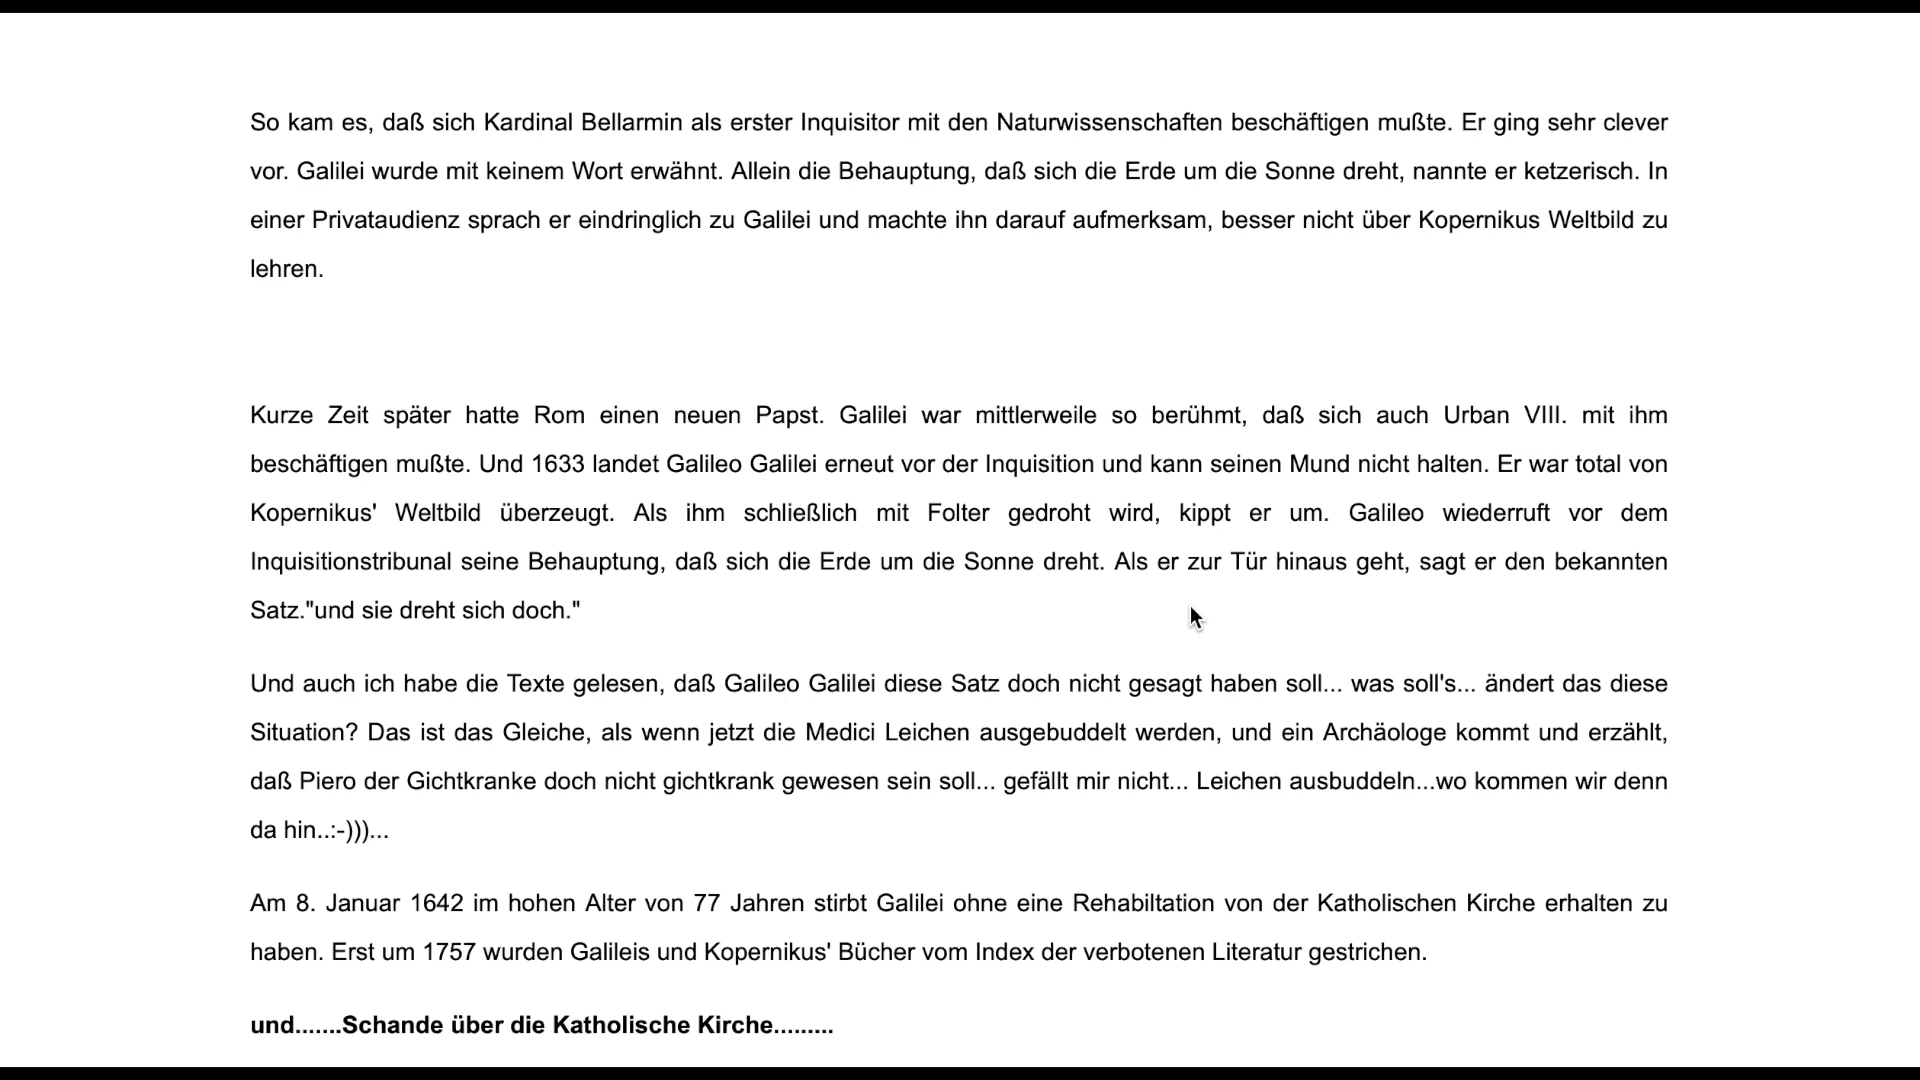 So kam es, daß sich Kardinal Bellarmin als erster Inquisitor mit den Naturwissenschaften beschäftigen mußte. Er ging sehr clever
vor. Galilei wurde mit keinem Wort erwähnt. Allein die Behauptung, daß sich die Erde um die Sonne dreht, nannte er ketzerisch. In
einer Privataudienz sprach er eindringlich zu Galilei und machte ihn darauf aufmerksam, besser nicht über Kopernikus Weltbild zu
lehren.
Kurze Zeit später hatte Rom einen neuen Papst. Galilei war mittlerweile so berühmt, daß sich auch Urban VIII. mit ihm
beschäftigen mußte. Und 1633 landet Galileo Galilei erneut vor der Inquisition und kann seinen Mund nicht halten. Er war total von
Kopernikus' Weltbild überzeugt. Als ihm schließlich mit Folter gedroht wird, kippt er um. Galileo wiederruft vor dem
Inquisitionstribunal seine Behauptung, daß sich die Erde um die Sonne dreht. Als er zur Tür hinaus geht, sagt er den bekannten
Satz."und sie dreht sich doch."
Und auch ich habe die Texte gelesen, daß Galileo Galilei diese Satz doch nicht gesagt haben soll... was soll's... ändert das diese
Situation? Das ist das Gleiche, als wenn jetzt die Medici Leichen ausgebuddelt werden, und ein Archäologe kommt und erzählt,
daß Piero der Gichtkranke doch nicht gichtkrank gewesen sein soll... gefällt mir nicht... Leichen ausbuddeln...wo kommen wir denn
da hin..:-)))...
Am 8. Januar 1642 im hohen Alter von 77 Jahren stirbt Galilei ohne eine Rehabiltation von der Katholischen Kirche erhalten zu
haben. Erst um 1757 wurden Galileis und Kopernikus' Bücher vom Index der verbotenen Literatur gestrichen.
und.......Schande über die Katholische Kirche.........